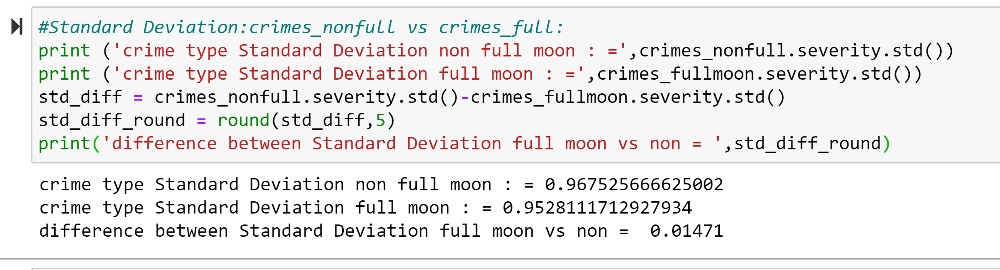 #Standard Deviation:crimes_nonfull vs crimes_full:
print ('crime type Standard Deviation non full moon : =',crimes_nonfull.severity.std())
print ('crime type Standard Deviation full moon : =',crimes_fullmoon.severity.std())
std_diff = crimes_nonfull.severity.std()-crimes_fullmoon.severity.std()
std_diff_round = round(std_diff,5)
print('difference between Standard Deviation full moon vs non = ',std_diff_round)
crime type Standard Deviation non full moon : = 0.967525666625002
crime type Standard Deviation full moon : = 0.9528111712927934
difference between Standard Deviation full moon vs non =  0.01471